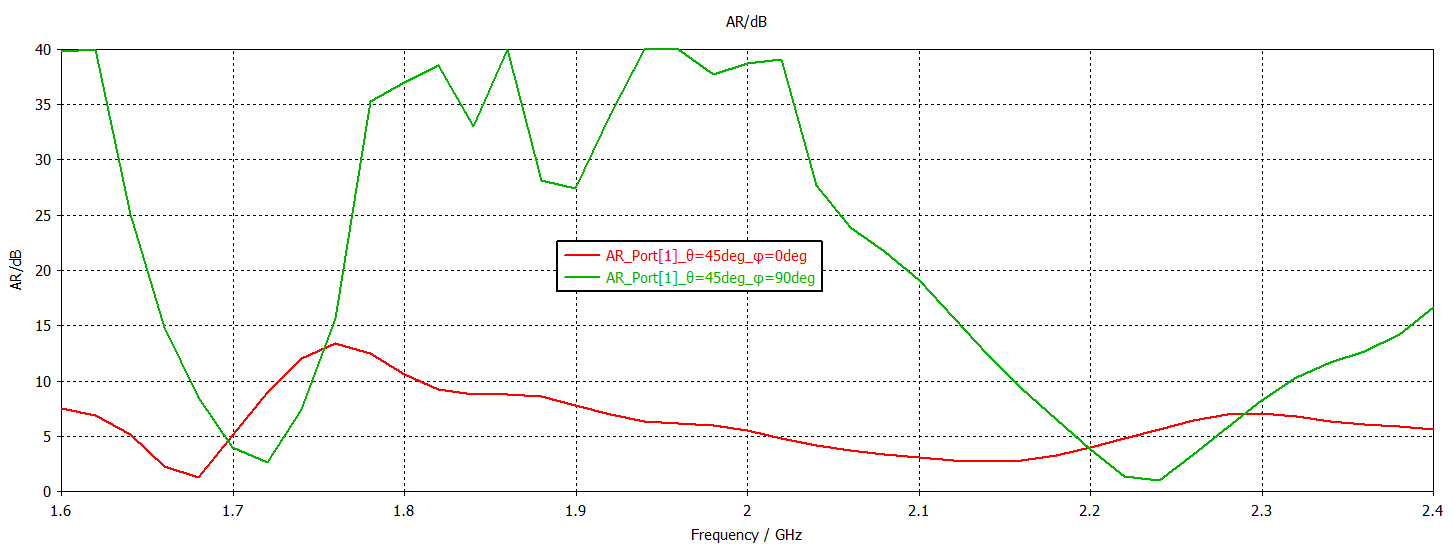 AR/dB
40
35
30
25
20
15
10
5
0
AR/dB
AR_Port[1]_θ=45deg_φ=0deg
AR_Port[1]_θ=45deg_φ=90deg
1.6 1.7 1.8 1.9 2 2.1 2.2 2.3 2.4
Frequency / GHz